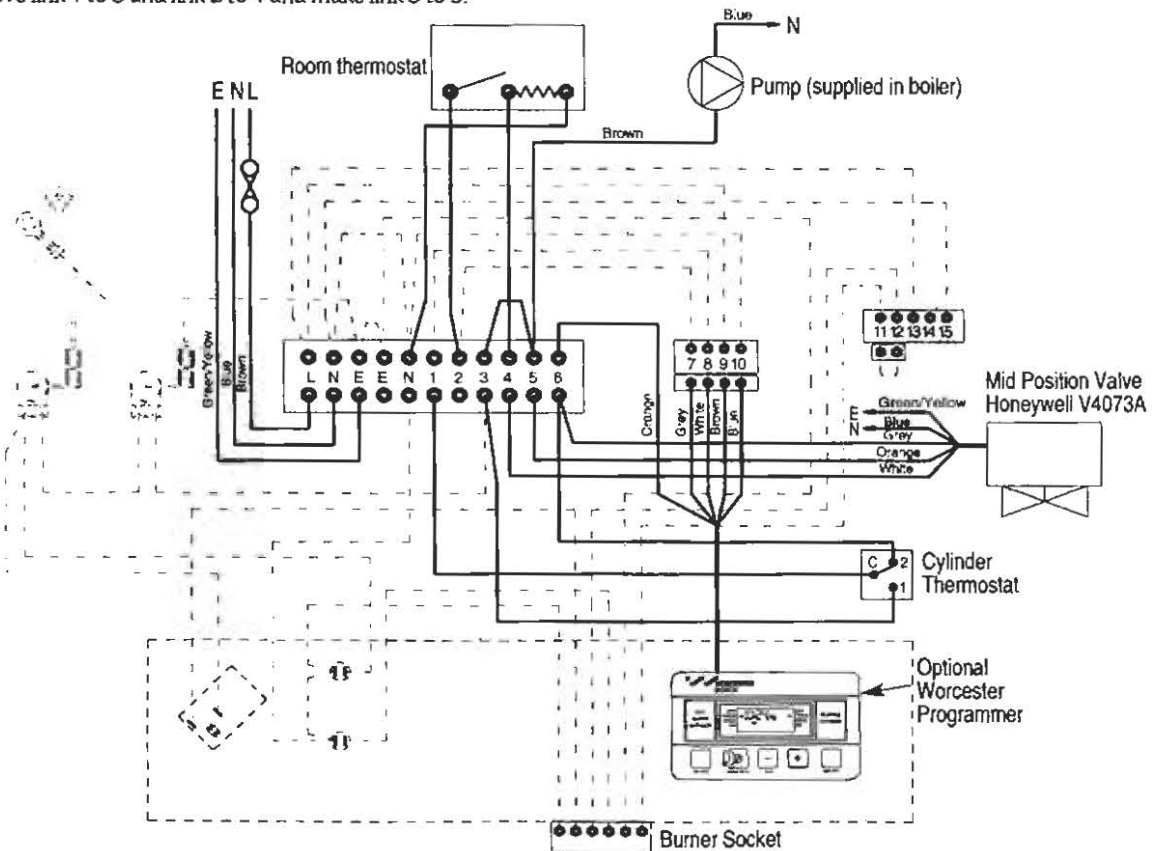 Room thermostat
Blue
N
E N L
Pump (supplied in boiler)
Brown
Green/Yellow
Blue
Brown
L N E E N 1 2 3 4 5 6
7 8 9 10
11 12 13 14 15
Orange
Grey
White
Brown
Blue
Mid Position Valve
Honeywell V4073A
E
N
Green/Yellow
Blue
Grey
Orange
White
C 2
1
Cylinder
Thermostat
Optional
Worcester
Programmer
Burner Socket